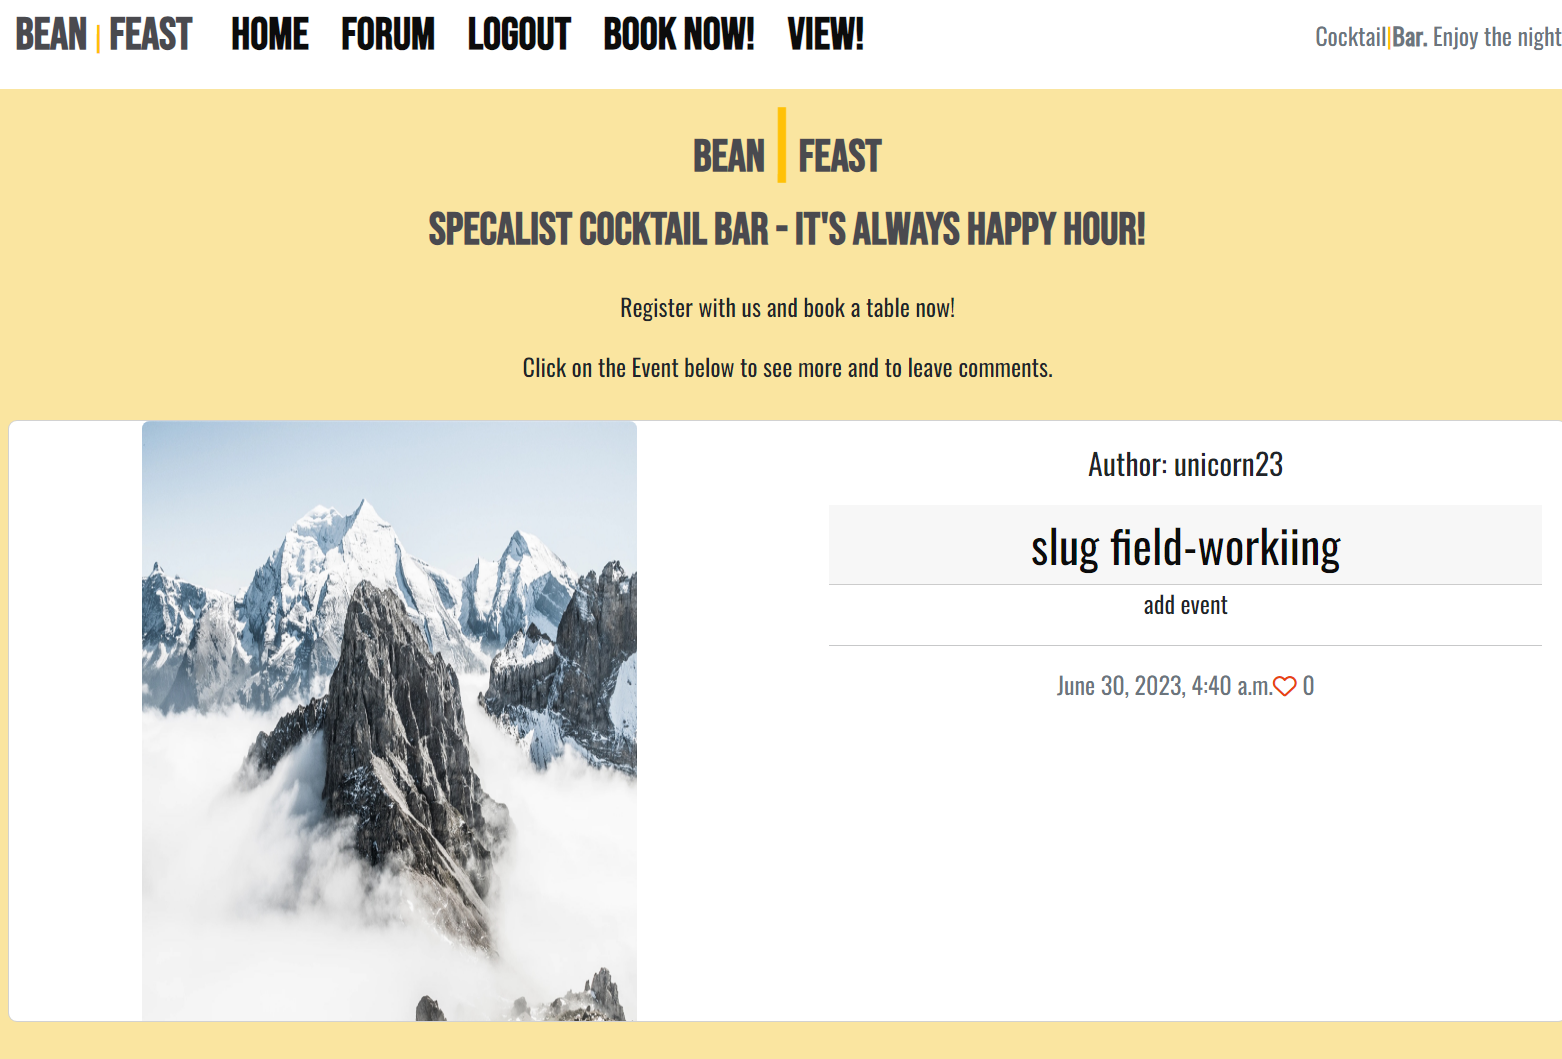 BEAN | FEAST HOME FORUM LOGOUT BOOK NOW! VIEW! Cocktail|Bar. Enjoy the night
BEAN | FEAST
SPECALIST COCKTAIL BAR - IT'S ALWAYS HAPPY HOUR!
Register with us and book a table now!
Click on the Event below to see more and to leave comments.
Author: unicorn23
slug field-workiing
add event
June 30, 2023, 4:40 a.m. 0